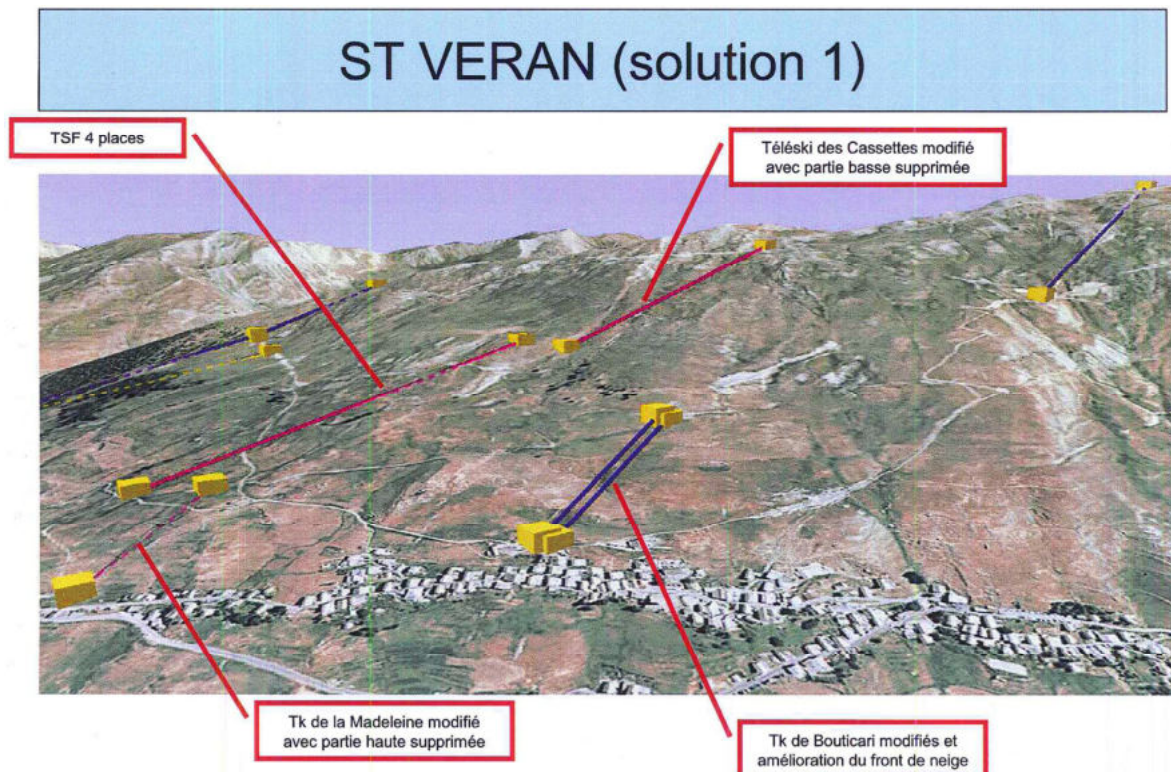 ST VERAN (solution 1)
TSF 4 places
Téléski des Cassettes modifié
avec partie basse supprimée
Tk de la Madeleine modifié
avec partie haute supprimée
Tk de Bouticari modifiés et
amélioration du front de neige